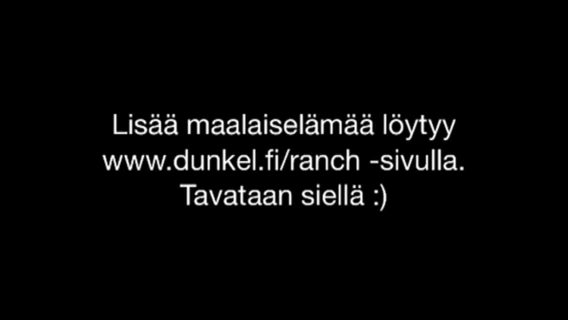 Lisää maalaiselämää löytyy
www.dunkel.fi/ranch -sivulla.
Tavataan siellä :)